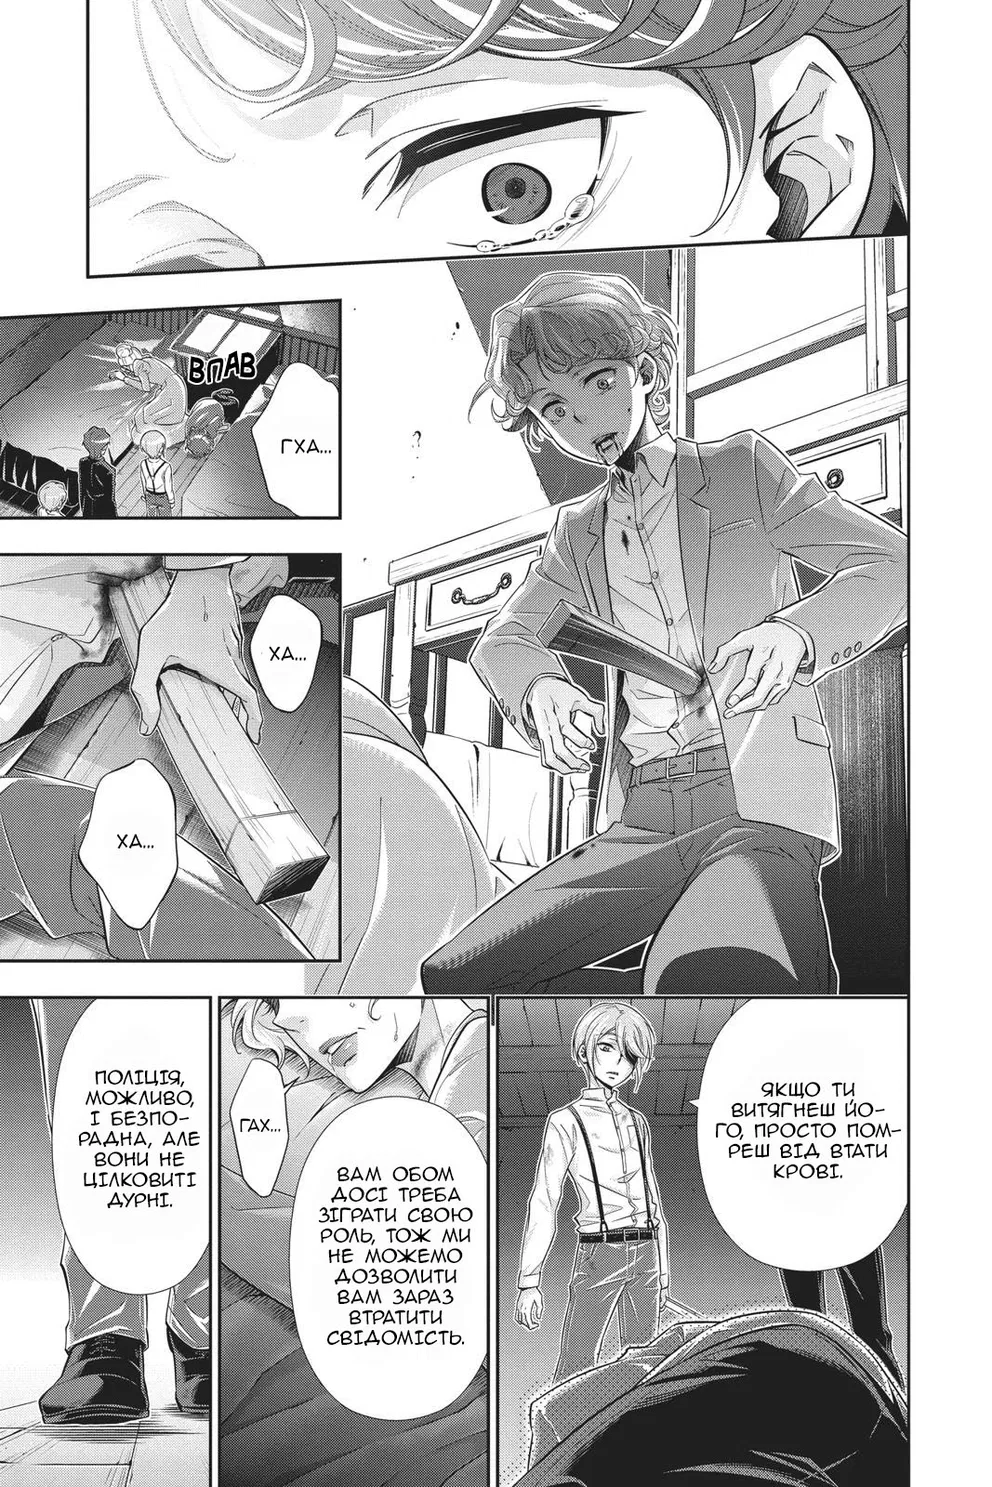 ВПАВ
ГХА...
ХА...
ХА...
ЯКЩО ТИ
ВИТЯГНЕШ ЙО-
ГО, ПРОСТО ПОМ-
РЕШ ВІД ВТАТИ
КРОВІ.
ГАХ...
ВАМ ОБОМ
ДОСІ ТРЕБА
ЗІГРАТИ СВОЮ
РОЛЬ, ТОЖ МИ
НЕ МОЖЕМО
ДОЗВОЛИТИ
ВАМ ЗАРАЗ
ВТРАТИТИ
СВІДОМІСТЬ.
ПОЛІЦІЯ,
МОЖЛИВО,
І БЕЗПО-
РАДНА, АЛЕ
ВОНИ НЕ
ЦІЛКОВИТІ
ДУРНІ.